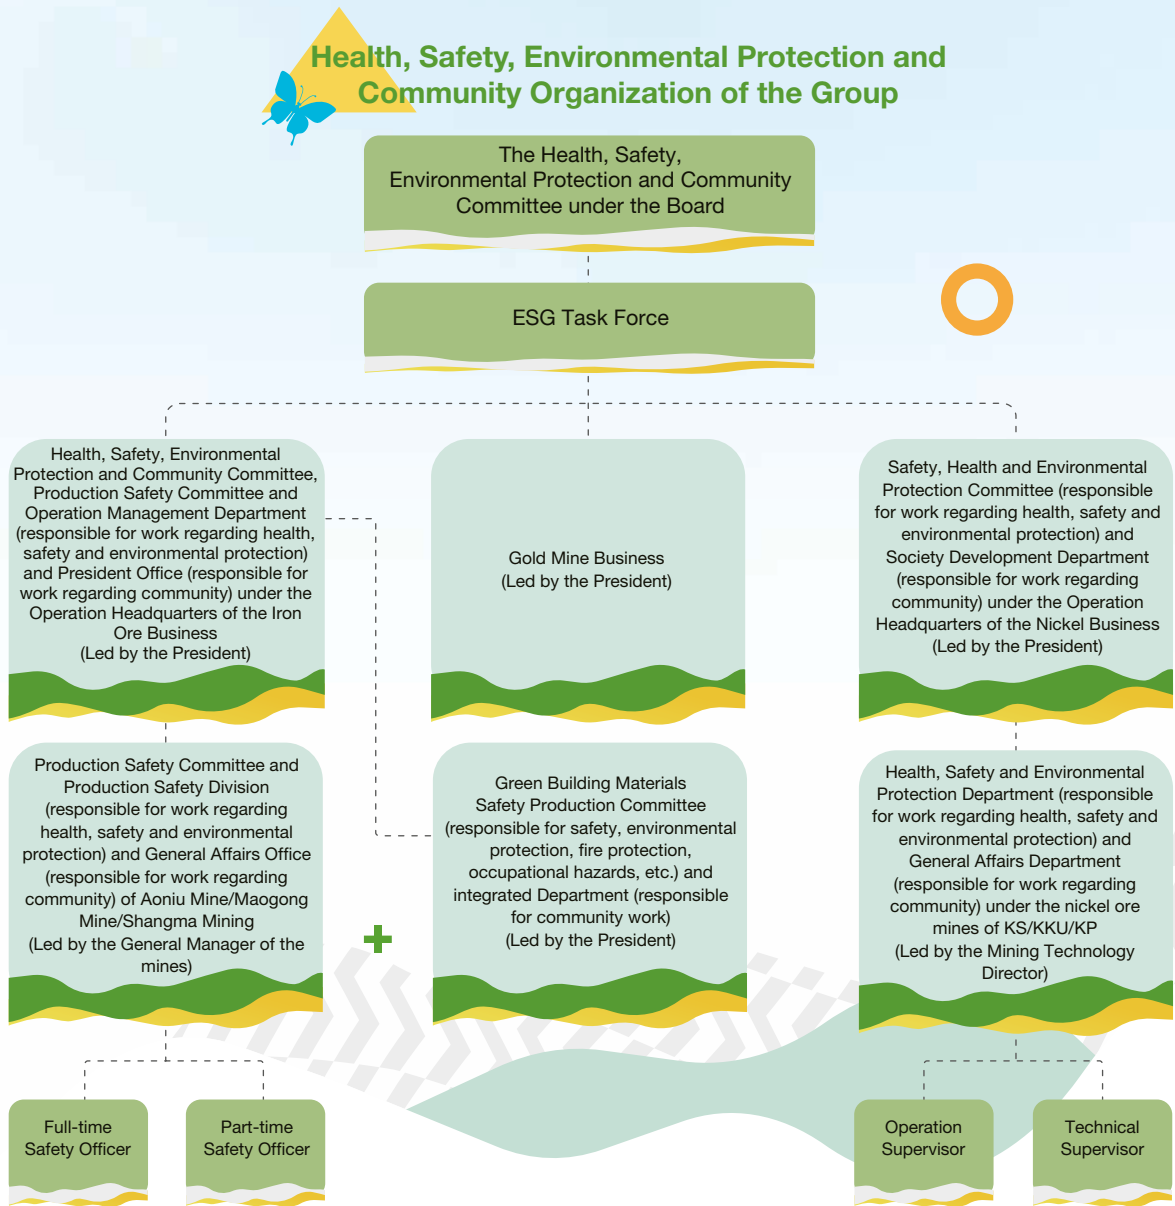 Health, Safety, Environmental Protection and
Community Organization of the Group
The Health, Safety,
Environmental Protection and Community
Committee under the Board
ESG Task Force
Health, Safety, Environmental
Protection and Community Committee,
Production Safety Committee and
Operation Management Department
(responsible for work regarding health,
safety and environmental protection)
and President Office (responsible for
work regarding community) under the
Operation Headquarters of the Iron
Ore Business
(Led by the President)
Gold Mine Business
(Led by the President)
Safety, Health and Environmental
Protection Committee (responsible
for work regarding health, safety and
environmental protection) and
Society Development Department
(responsible for work regarding
community) under the Operation
Headquarters of the Nickel Business
(Led by the President)
Production Safety Committee and
Production Safety Division
(responsible for work regarding
health, safety and environmental
protection) and General Affairs Office
(responsible for work regarding
community) of Aoniu Mine/Maogong
Mine/Shangma Mining
(Led by the General Manager of the
mines)
Green Building Materials
Safety Production Committee
(responsible for safety, environmental
protection, fire protection,
occupational hazards, etc.) and
integrated Department (responsible
for community work)
(Led by the President)
Health, Safety and Environmental
Protection Department (responsible
for work regarding health, safety and
environmental protection) and
General Affairs Department
(responsible for work regarding
community) under the nickel ore
mines of KS/KKU/KP
(Led by the Mining Technology
Director)
Full-time
Safety Officer
Part-time
Safety Officer
Operation
Supervisor
Technical
Supervisor